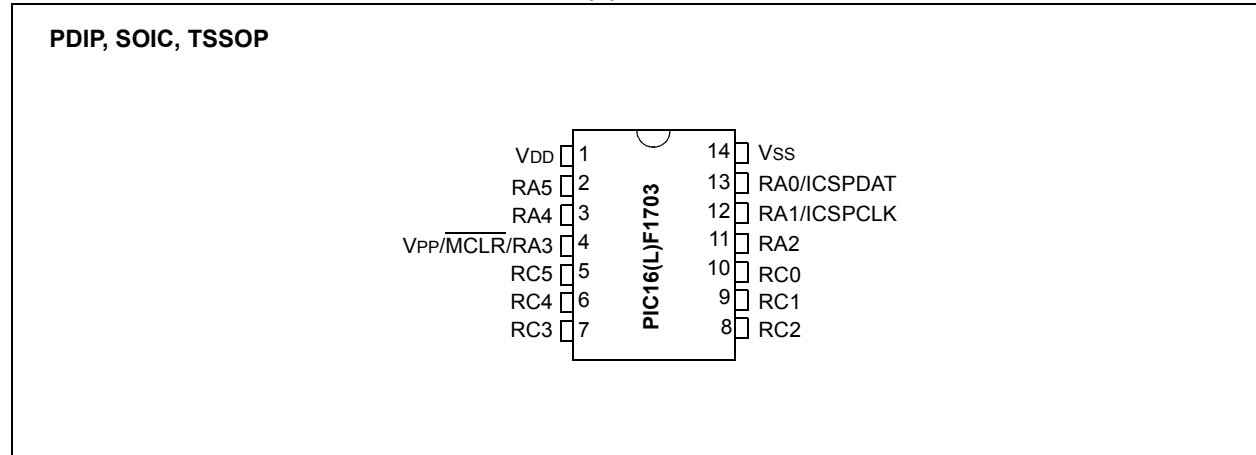 PDIP, SOIC, TSSOP
VDD 1 14 VSS
RA5 2 13 RA0/ICSPDAT
RA4 3 12 RA1/ICSPCLK
VPP/MCLR/RA3 4 11 RA2
RC5 5 10 RC0
RC4 6 9 RC1
RC3 7 8 RC2
PIC16(L)F1703